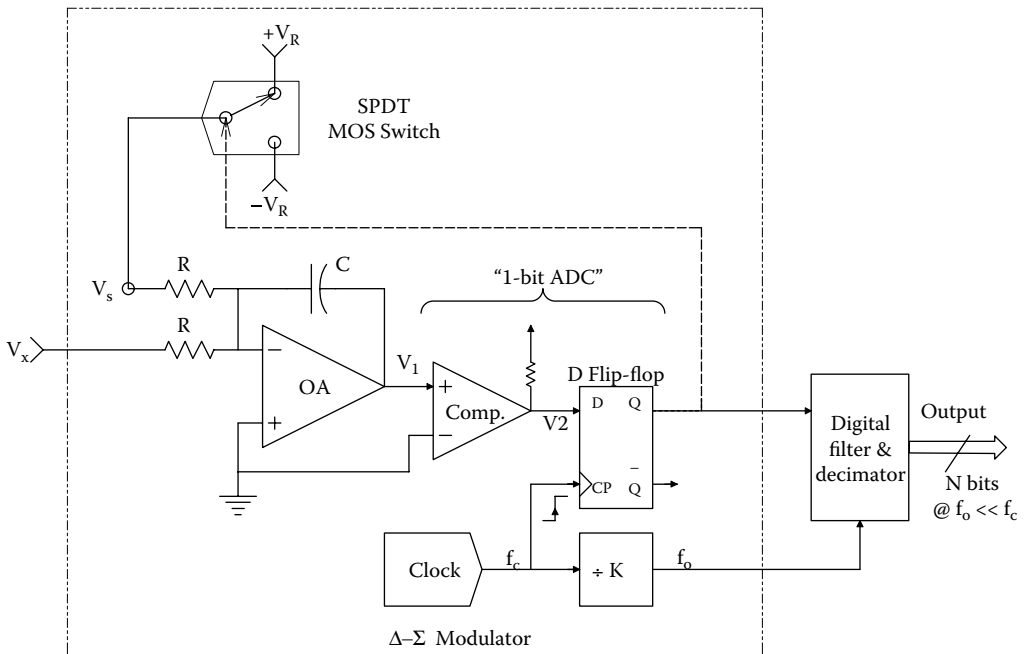 +V_R
SPDT
MOS Switch
−V_R
R
C
"1-bit ADC"
V_s
R
V_x
V_1
D Flip-flop
−
OA
+
+
Comp.
−
V2
D Q
Q̅
CP
Digital
filter &
decimator
Output
N bits
@ f_o << f_c
Clock
f_c
÷ K
f_o
Δ–Σ Modulator